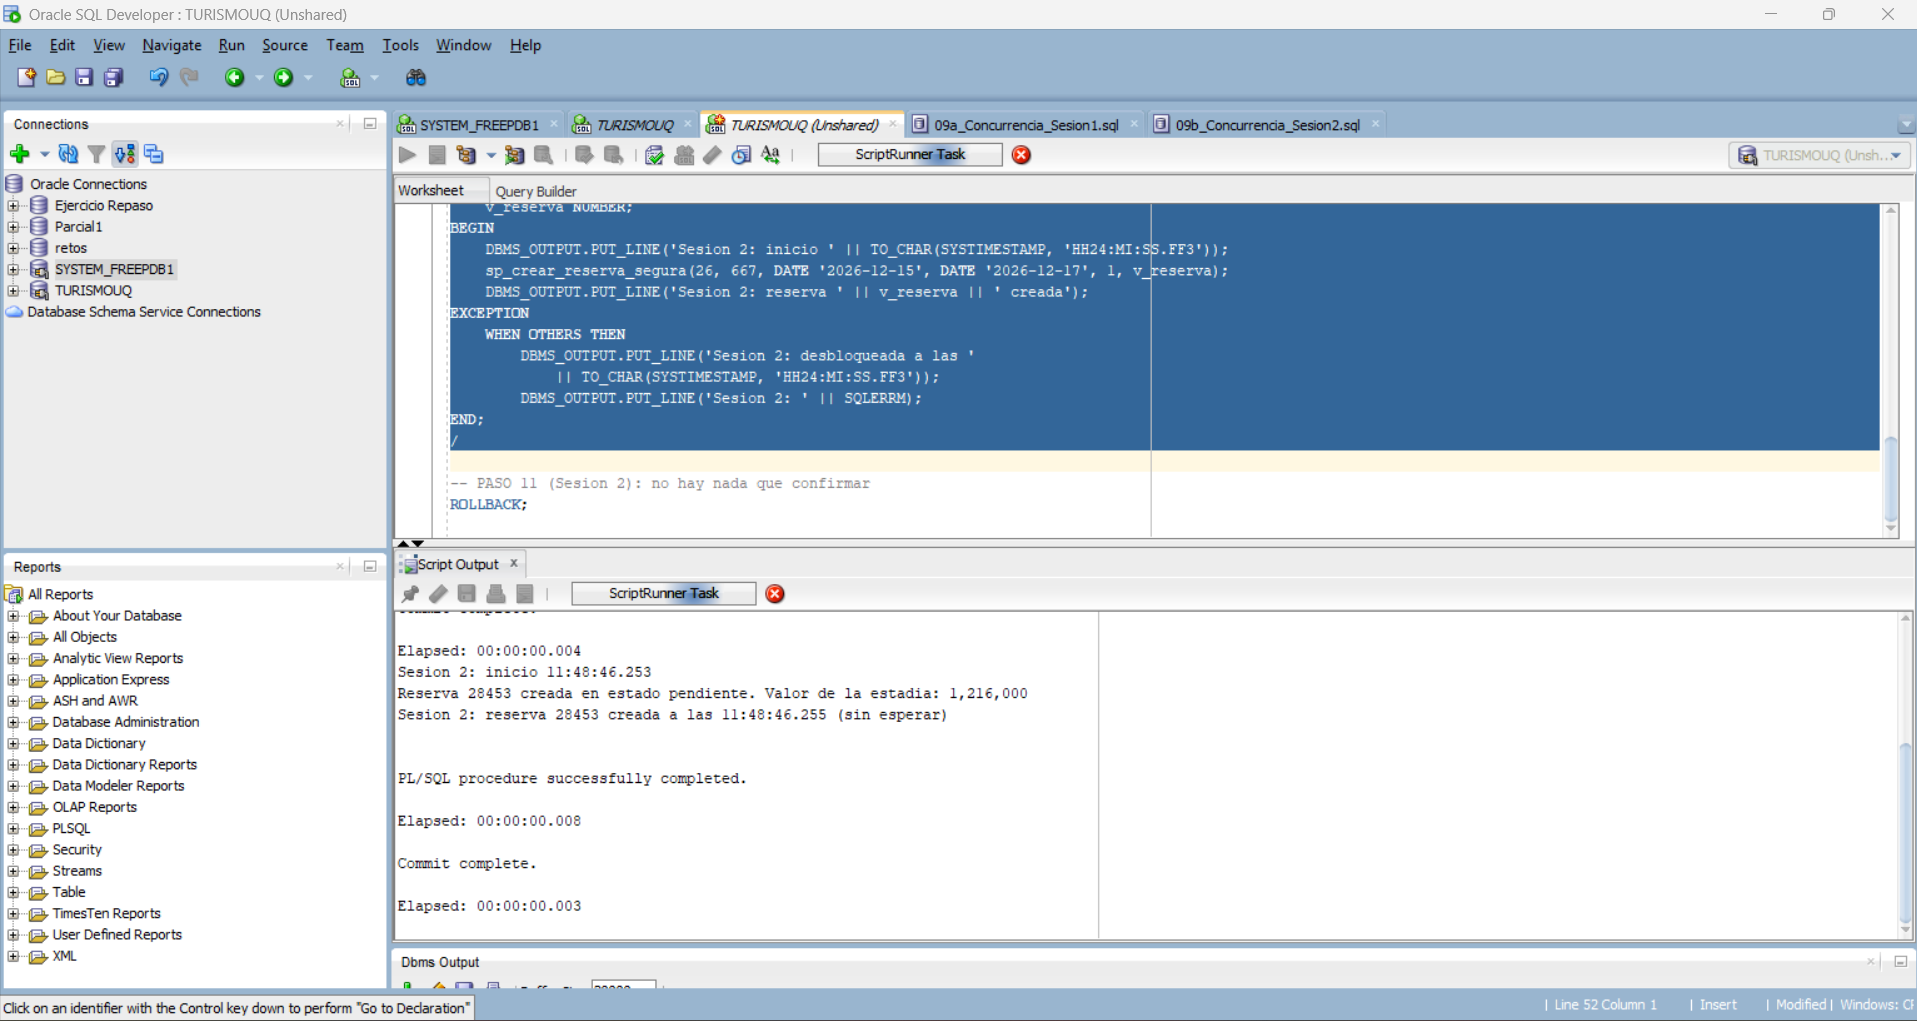 Oracle SQL Developer : TURISMOUQ (Unshared)
File Edit View Navigate Run Source Team Tools Window Help
Connections
Oracle Connections
Ejercicio Repaso
Parcial1
retos
SYSTEM_FREEPDB1
TURISMOUQ
Database Schema Service Connections
Reports
All Reports
About Your Database
All Objects
Analytic View Reports
Application Express
ASH and AWR
Database Administration
Data Dictionary
Data Dictionary Reports
Data Modeler Reports
OLAP Reports
PLSQL
Security
Streams
Table
TimesTen Reports
User Defined Reports
XML
SYSTEM_FREEPDB1 TURISMOUQ TURISMOUQ (Unshared) 09a_Concurrencia_Sesion1.sql 09b_Concurrencia_Sesion2.sql
ScriptRunner Task
TURISMOUQ (Unsh...
Worksheet Query Builder
v_reserva NUMBER;
BEGIN
DBMS_OUTPUT.PUT_LINE('Sesion 2: inicio ' || TO_CHAR(SYSTIMESTAMP, 'HH24:MI:SS.FF3'));
sp_crear_reserva_segura(26, 667, DATE '2026-12-15', DATE '2026-12-17', 1, v_reserva);
DBMS_OUTPUT.PUT_LINE('Sesion 2: reserva ' || v_reserva || ' creada');
EXCEPTION
WHEN OTHERS THEN
DBMS_OUTPUT.PUT_LINE('Sesion 2: desbloqueada a las '
|| TO_CHAR(SYSTIMESTAMP, 'HH24:MI:SS.FF3'));
DBMS_OUTPUT.PUT_LINE('Sesion 2: ' || SQLERRM);
END;
/
-- PASO 11 (Sesion 2): no hay nada que confirmar
ROLLBACK;
Script Output
ScriptRunner Task
Elapsed: 00:00:00.004
Sesion 2: inicio 11:48:46.253
Reserva 28453 creada en estado pendiente. Valor de la estadia: 1,216,000
Sesion 2: reserva 28453 creada a las 11:48:46.255 (sin esperar)
PL/SQL procedure successfully completed.
Elapsed: 00:00:00.008
Commit complete.
Elapsed: 00:00:00.003
Dbms Output
Click on an identifier with the Control key down to perform "Go to Declaration"
| Line 52 Column 1 | Insert | Modified | Windows: C